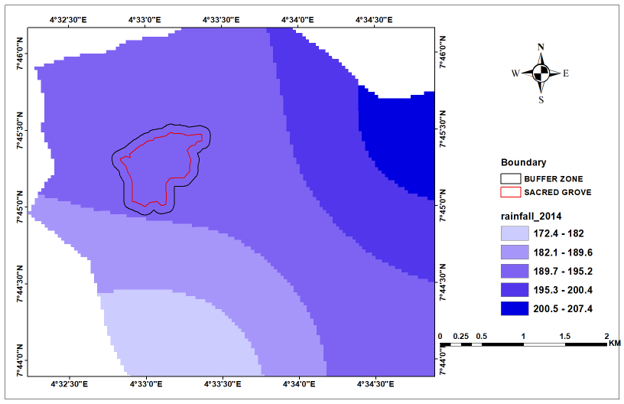 4°32'30"E 4°33'0"E 4°33'30"E 4°34'0"E 4°34'30"E
7°46'0"N 7°46'0"N
7°45'30"N 7°45'30"N
7°45'0"N 7°45'0"N
7°44'30"N 7°44'30"N
7°44'0"N 7°44'0"N
4°32'30"E 4°33'0"E 4°33'30"E 4°34'0"E 4°34'30"E
N
W E
S
Boundary
BUFFER ZONE
SACRED GROVE
rainfall_2014
172.4 - 182
182.1 - 189.6
189.7 - 195.2
195.3 - 200.4
200.5 - 207.4
0 0.25 0.5 1 1.5 2
KM